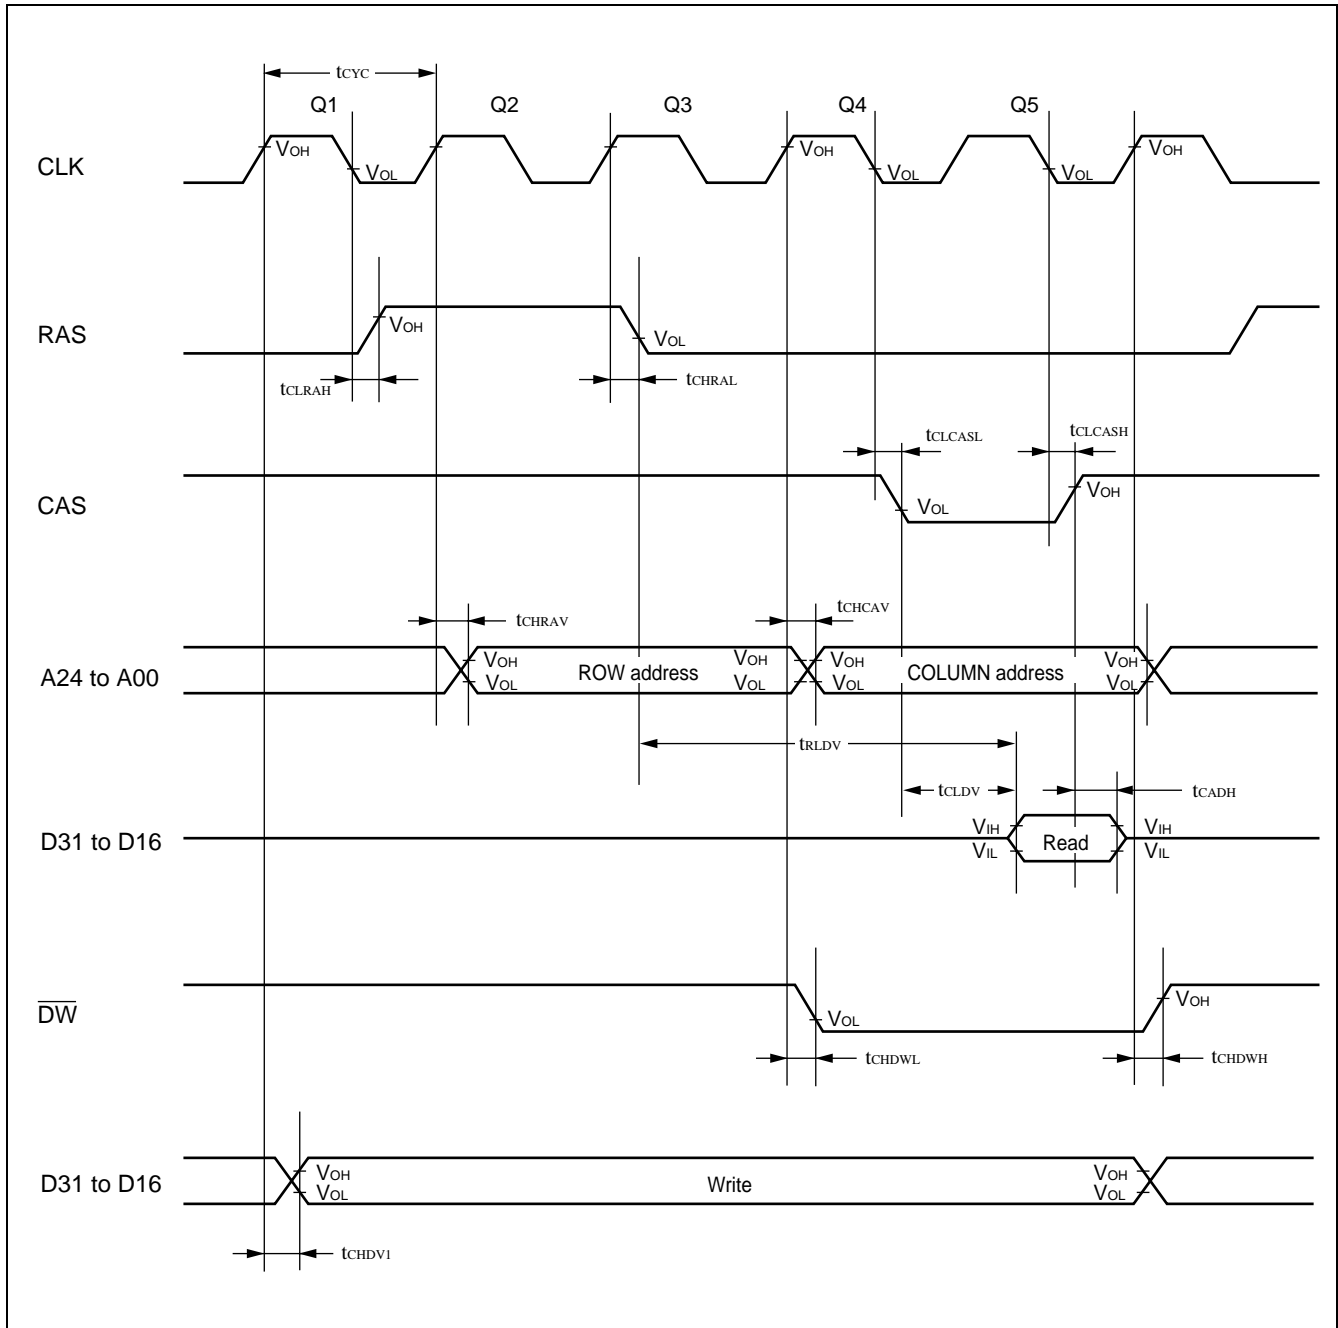 tCYC
Q1 Q2 Q3 Q4 Q5
CLK VOH VOL VOH VOL VOL VOH
RAS VOH VOL
tCLRAH tCHRAL
tCLCASL tCLCASH
CAS VOL VOH
tCHRAV tCHCAV
A24 to A00 VOH VOL ROW address VOH VOL VOH VOL COLUMN address VOH VOL
tRLDV
tCLDV tCADH
D31 to D16 VIH VIL Read VIH VIL
DW VOL VOH
tCHDWL tCHDWH
D31 to D16 VOH VOL Write VOH VOL
tCHDV1